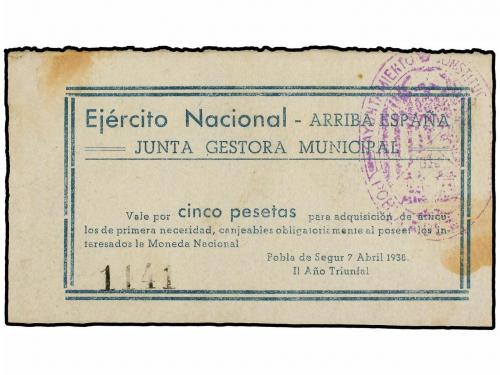 Ejército Nacional - ARRIBA ESPAÑA
JUNTA GESTORA MUNICIPAL
Vale por cinco pesetas para adquisición de articu
los de primera necesidad, canjeables obligatoriamente al poseer los in
teresados la Moneda Nacional
Pobla de Segur 7 Abril 1938.
II Año Triunfal
1141
AYUNTAMIENTO